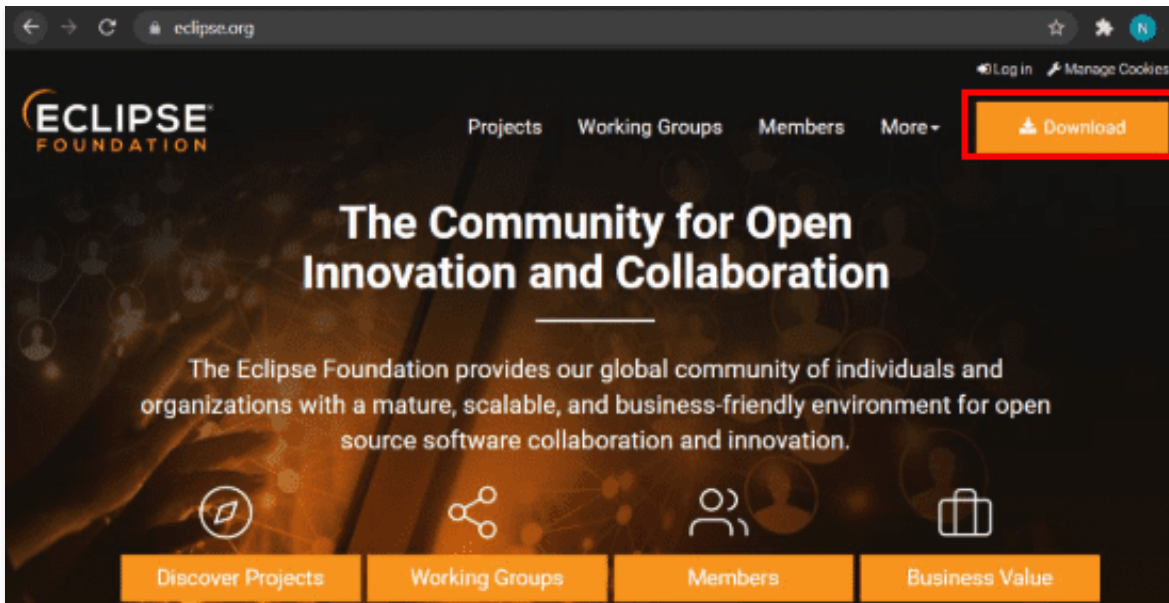 eclipse.org
N
Log in Manage Cookies
ECLIPSE
FOUNDATION
Projects Working Groups Members More
Download
The Community for Open
Innovation and Collaboration
The Eclipse Foundation provides our global community of individuals and
organizations with a mature, scalable, and business-friendly environment for open
source software collaboration and innovation.
Discover Projects Working Groups Members Business Value